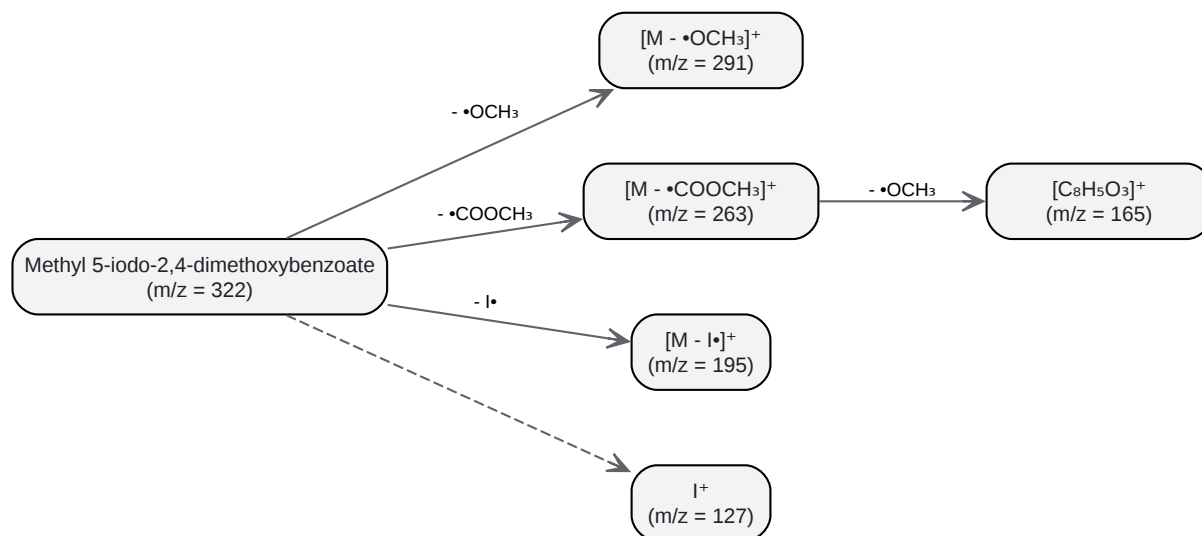 [M - •OCH₃]⁺
(m/z = 291)
- •OCH₃
[M - •COOCH₃]⁺
(m/z = 263)
- •OCH₃
[C₈H₅O₃]⁺
(m/z = 165)
- •COOCH₃
Methyl 5-iodo-2,4-dimethoxybenzoate
(m/z = 322)
- I•
[M - I•]⁺
(m/z = 195)
I⁺
(m/z = 127)